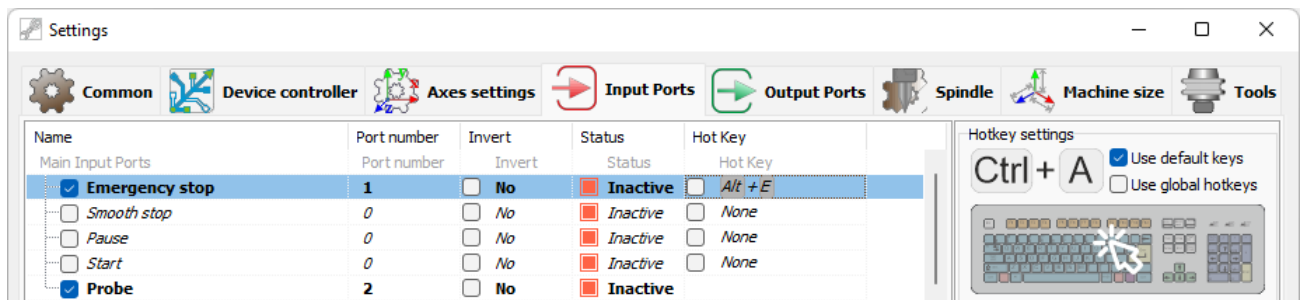 Settings
Common Device controller Axes settings Input Ports Output Ports Spindle Machine size Tools
Name Port number Invert Status Hot Key
Main Input Ports Port number Invert Status Hot Key
Emergency stop 1 No Inactive Alt + E
Smooth stop 0 No Inactive None
Pause 0 No Inactive None
Start 0 No Inactive None
Probe 2 No Inactive
Hotkey settings
Ctrl + A
Use default keys
Use global hotkeys